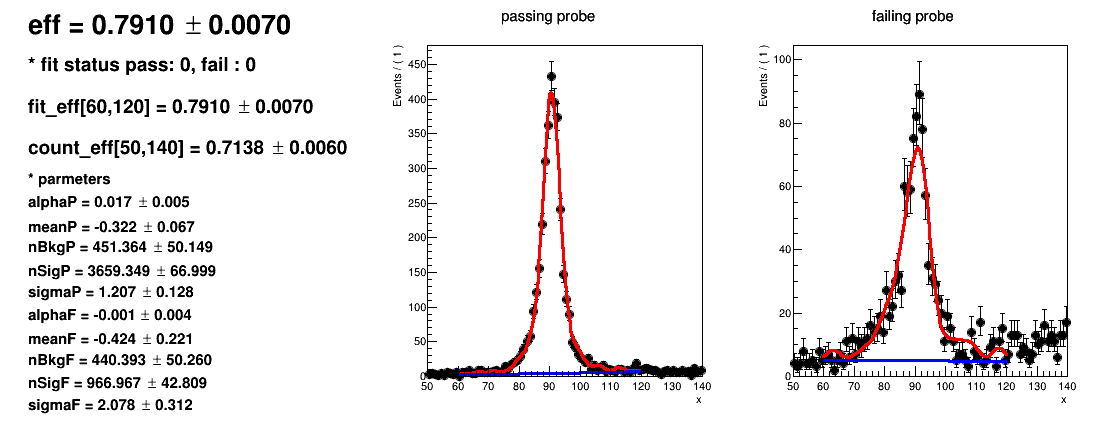 eff = 0.7910 ± 0.0070
* fit status pass: 0, fail : 0
fit_eff[60,120] = 0.7910 ± 0.0070
count_eff[50,140] = 0.7138 ± 0.0060
* parmeters
alphaP = 0.017 ± 0.005
meanP = -0.322 ± 0.067
nBkgP = 451.364 ± 50.149
nSigP = 3659.349 ± 66.999
sigmaP = 1.207 ± 0.128
alphaF = -0.001 ± 0.004
meanF = -0.424 ± 0.221
nBkgF = 440.393 ± 50.260
nSigF = 966.967 ± 42.809
sigmaF = 2.078 ± 0.312
passing probe
Events / ( 1 )
450
400
350
300
250
200
150
100
50
0
50 60 70 80 90 100 110 120 130 140
x
failing probe
Events / ( 1 )
100
80
60
40
20
0
50 60 70 80 90 100 110 120 130 140
x